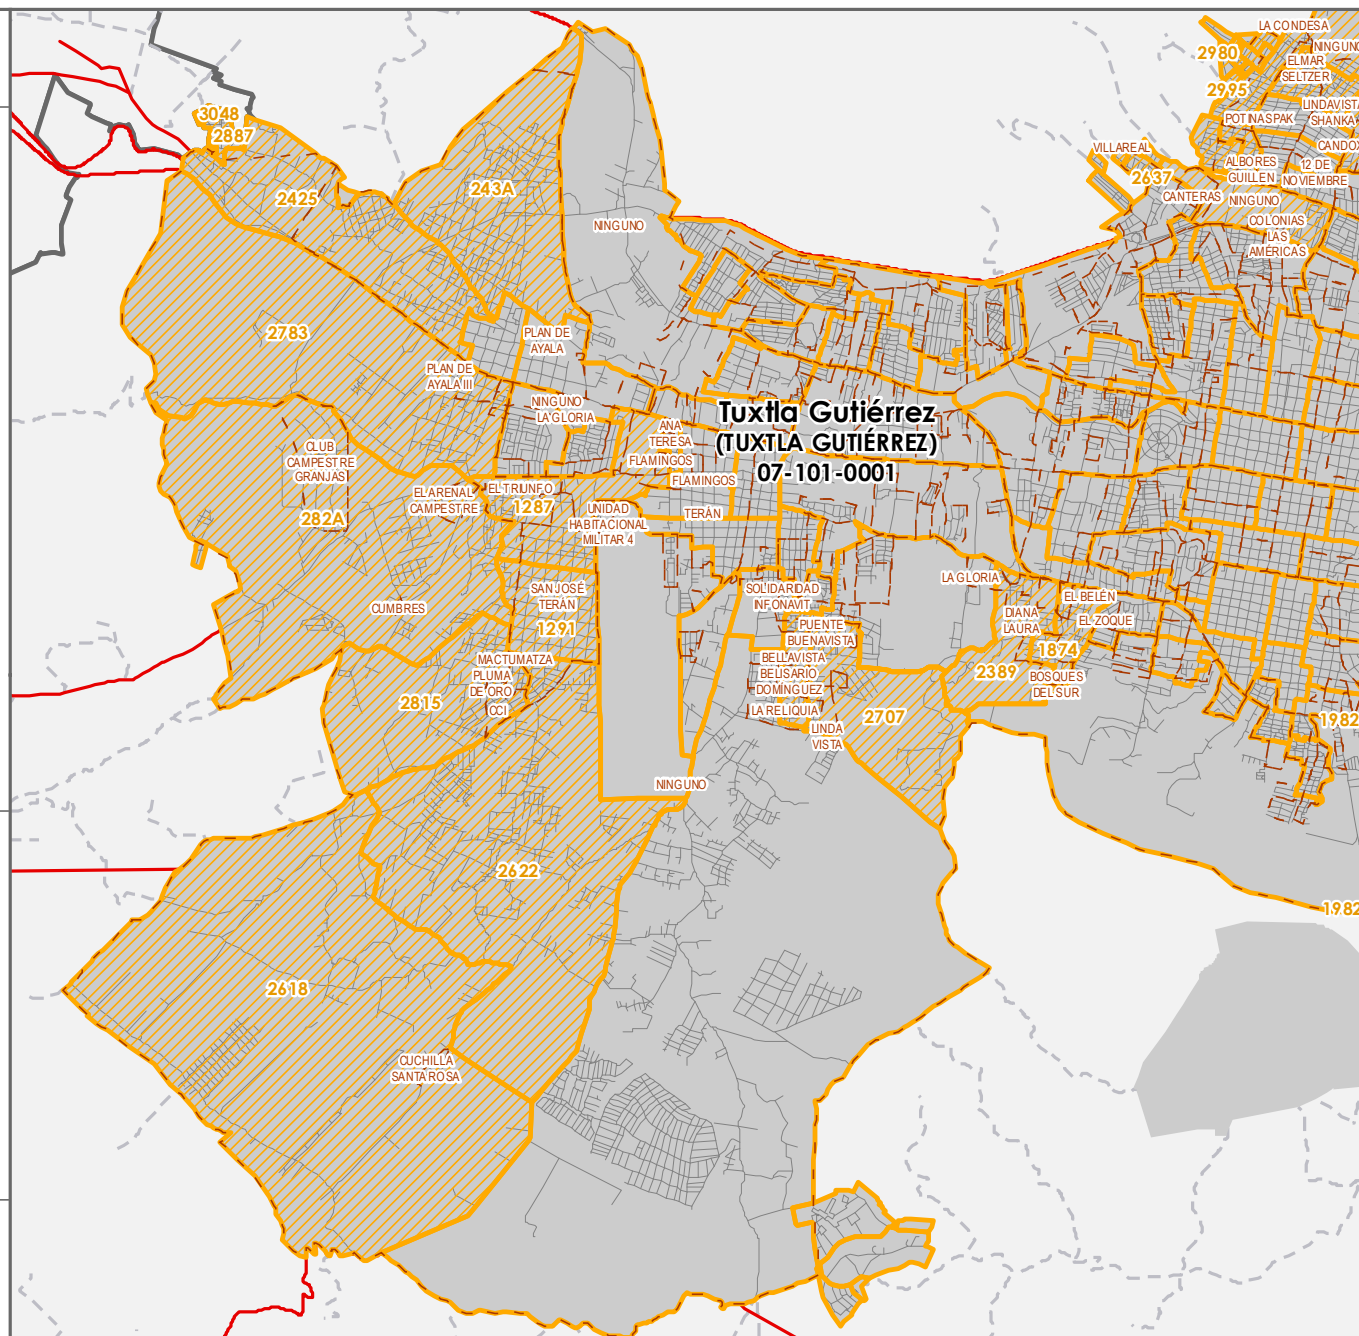 LA CONDESA
2980
NINGUNO
ELMAR
SELTZER
2995
LINDAVISTA
SHANKA
POTINASPAK
3048
2887
CANDOX
VILLAREAL
ALBORES
GUILLEN
12 DE
NOVIEMBRE
2637
CANTERAS
NINGUNO
2425
243A
NINGUNO
COLONIAS
LAS
AMÉRICAS
2783
PLAN DE
AYALA
PLAN DE
AYALA III
NINGUNO
LA GLORIA
Tuxtla Gutiérrez
(TUXTLA GUTIÉRREZ)
07-101-0001
ANA
TERESA
FLAMINGOS
FLAMINGOS
CLUB
CAMPESTRE
GRANJAS
282A
EL ARENAL
CAMPESTRE
EL TRIUNFO
1287
UNIDAD
HABITACIONAL
MILITAR 4
TERÁN
LA GLORIA
SAN JOSÉ
TERÁN
1291
SOLIDARIDAD
INFONAVIT
EL BELÉN
CUMBRES
DIANA
LAURA
EL ZOQUE
PUENTE
BUENAVISTA
1874
MACTUMATZA
PLUMA
DE ORO
CCI
BELLAVISTA
BELISARIO
DOMÍNGUEZ
LA RELIQUIA
2389
BOSQUES
DEL SUR
2815
2707
LINDA
VISTA
1982
NINGUNO
2622
1982
2618
CUCHILLA
SANTA ROSA